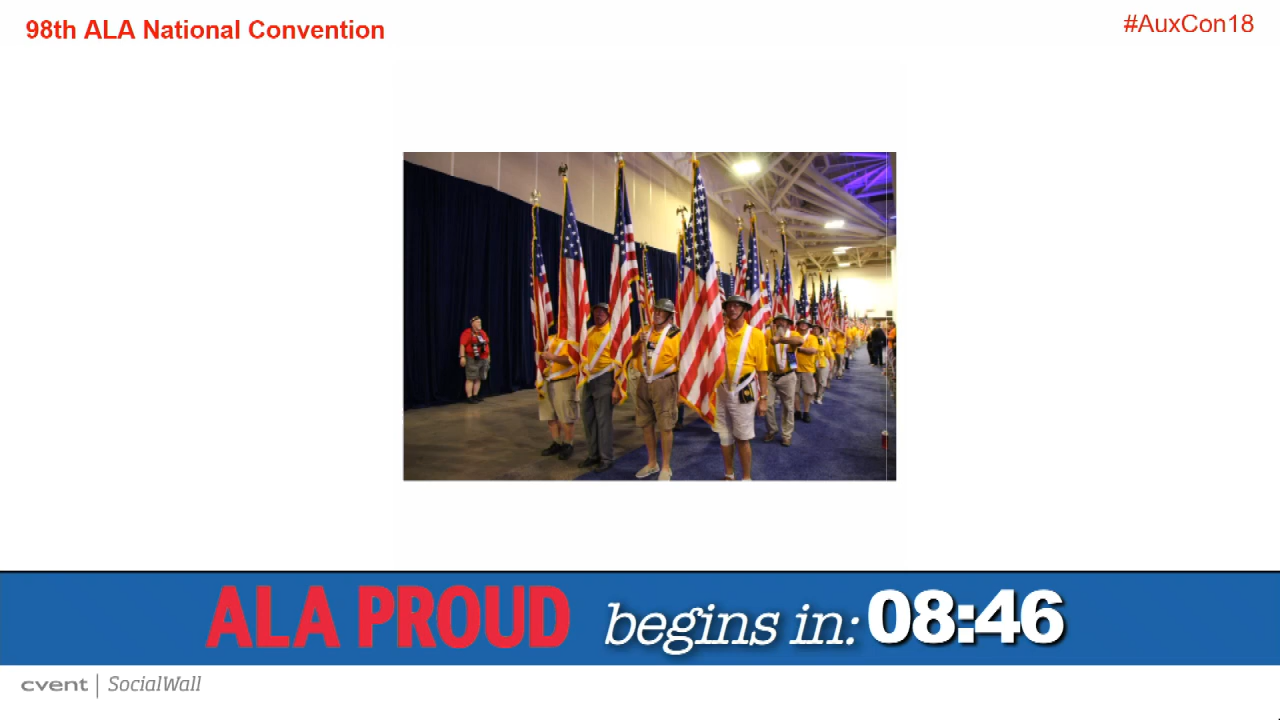 98th ALA National Convention
#AuxCon18
ALA PROUD begins in: 08:46
cvent | SocialWall